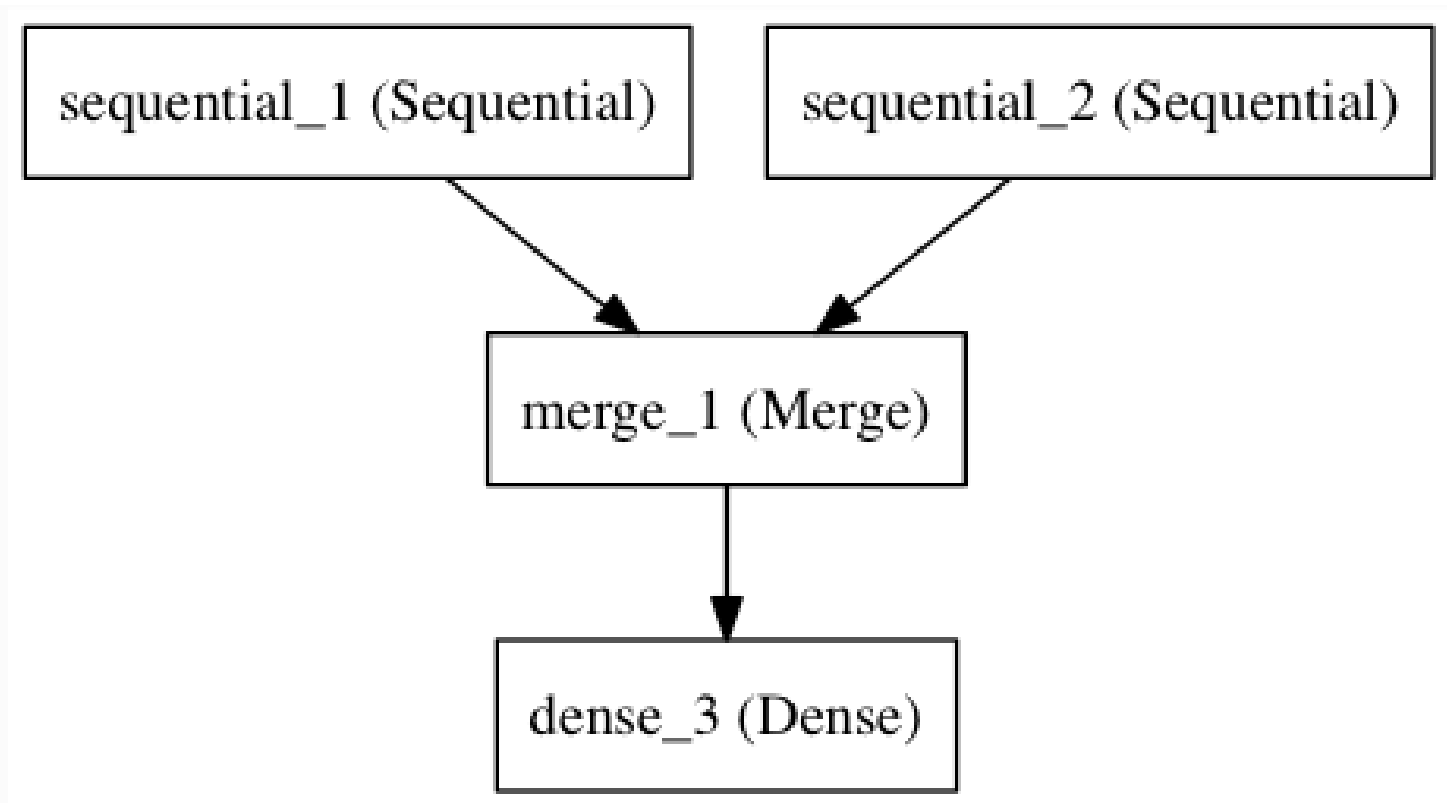 sequential_1 (Sequential)
sequential_2 (Sequential)
merge_1 (Merge)
dense_3 (Dense)